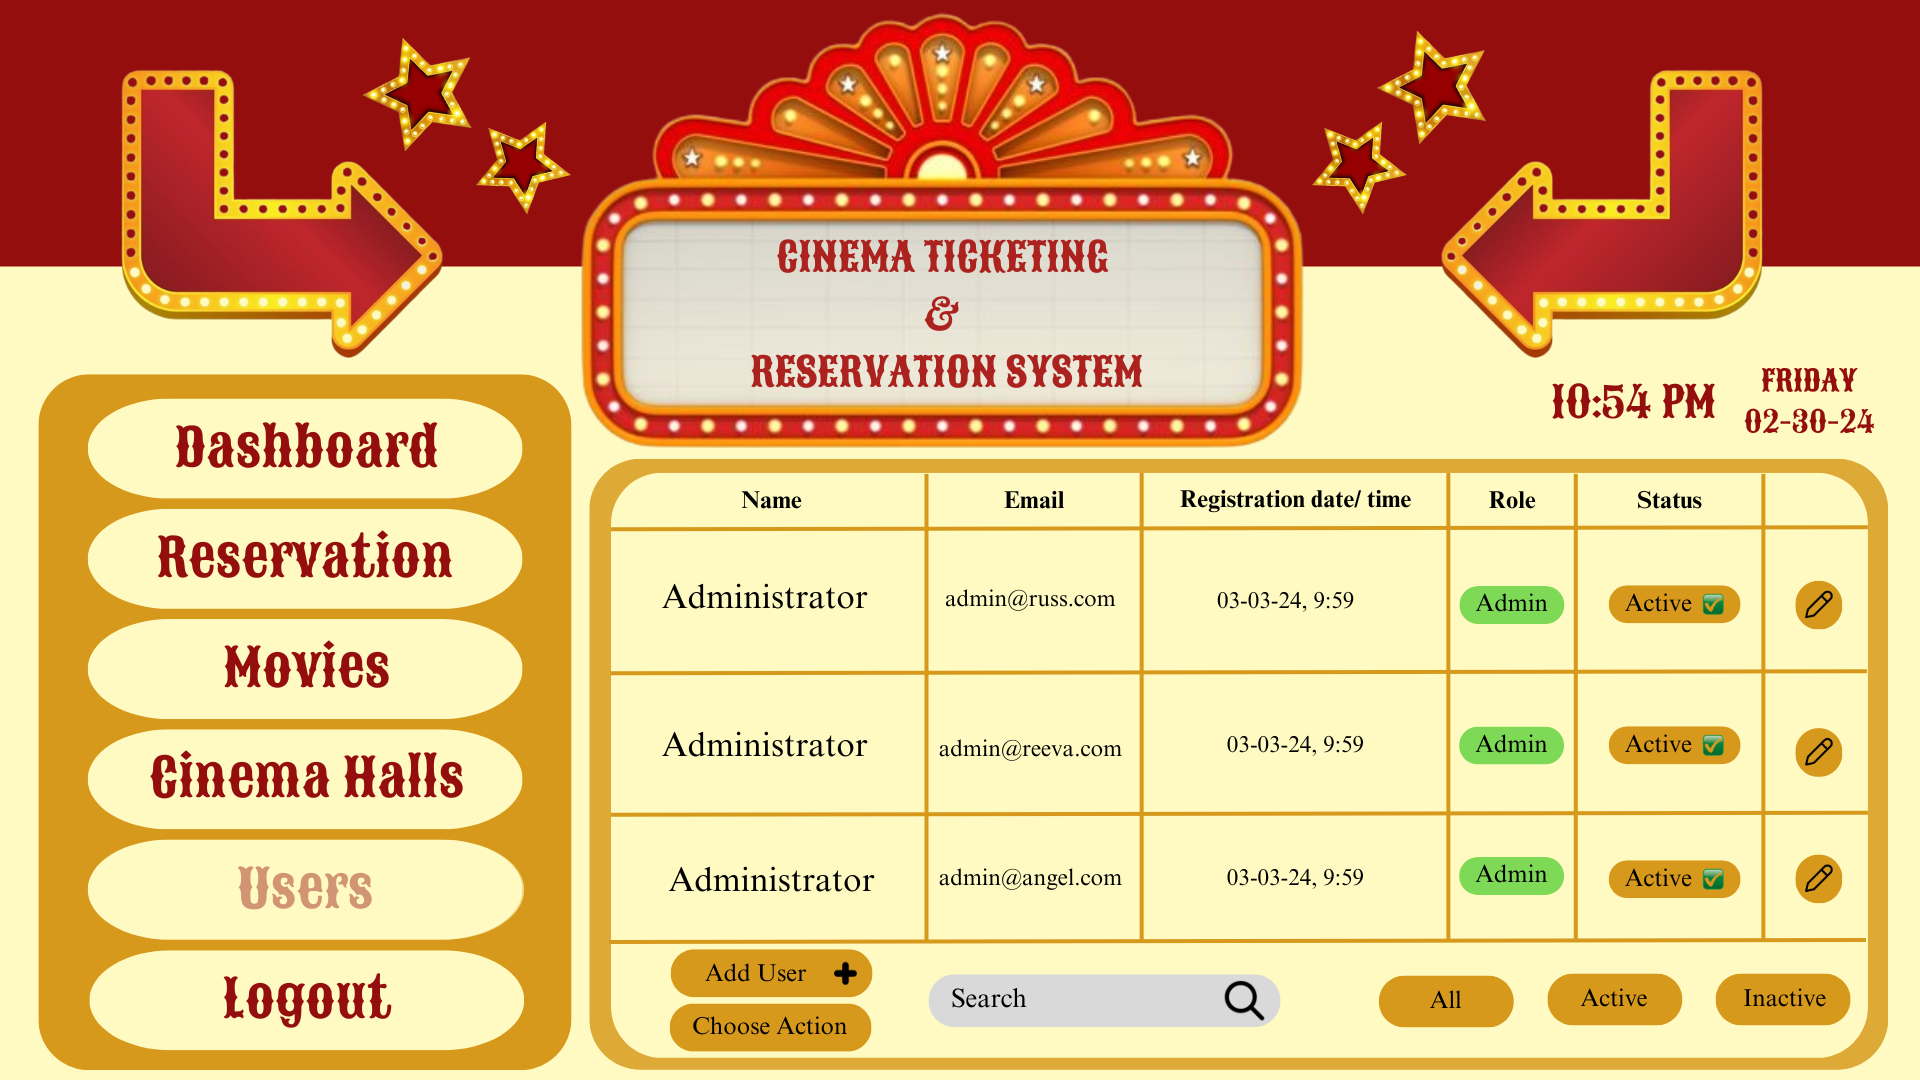 CINEMA TICKETING
&
RESERVATION SYSTEM
10:54 PM
FRIDAY
02-30-24
Dashboard
Reservation
Movies
Cinema Halls
Users
Logout
Name Email Registration date/ time Role Status
Administrator admin@russ.com 03-03-24, 9:59 Admin Active
Administrator admin@reeva.com 03-03-24, 9:59 Admin Active
Administrator admin@angel.com 03-03-24, 9:59 Admin Active
Add User
Choose Action
Search
All Active Inactive